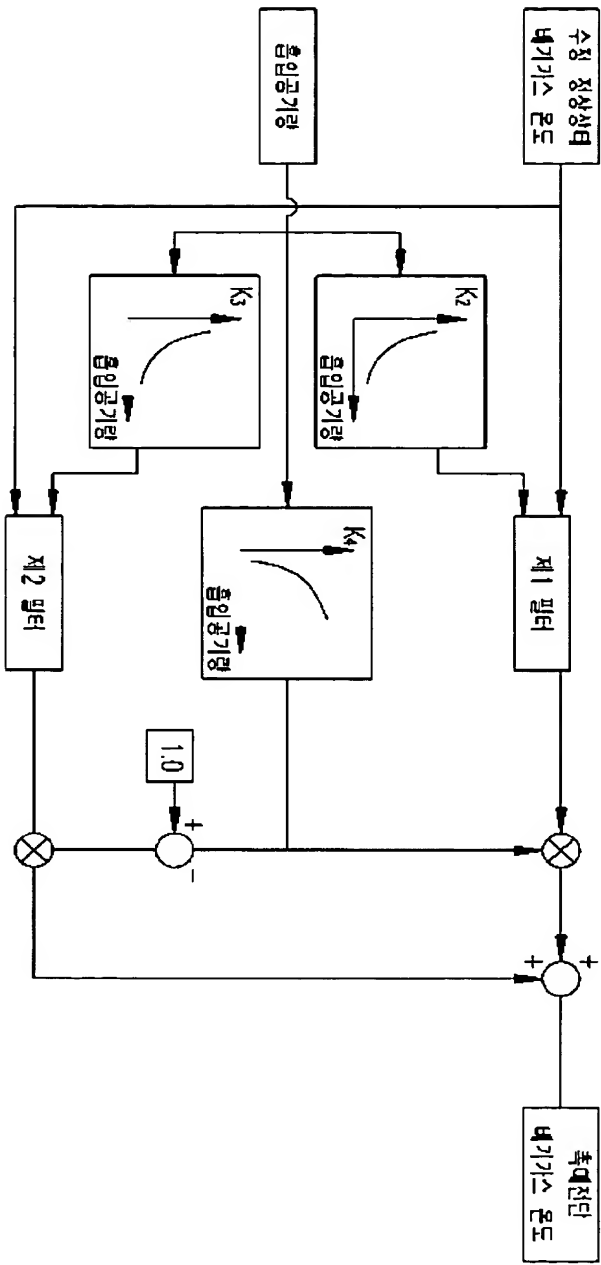 수정 정상상태
배기가스 온도
흡입공기량
K2
흡입공기량
K3
흡입공기량
K4
흡입공기량
제1 필터
제2 필터
1.0
+
-
+
+
촉매전단
배기가스 온도